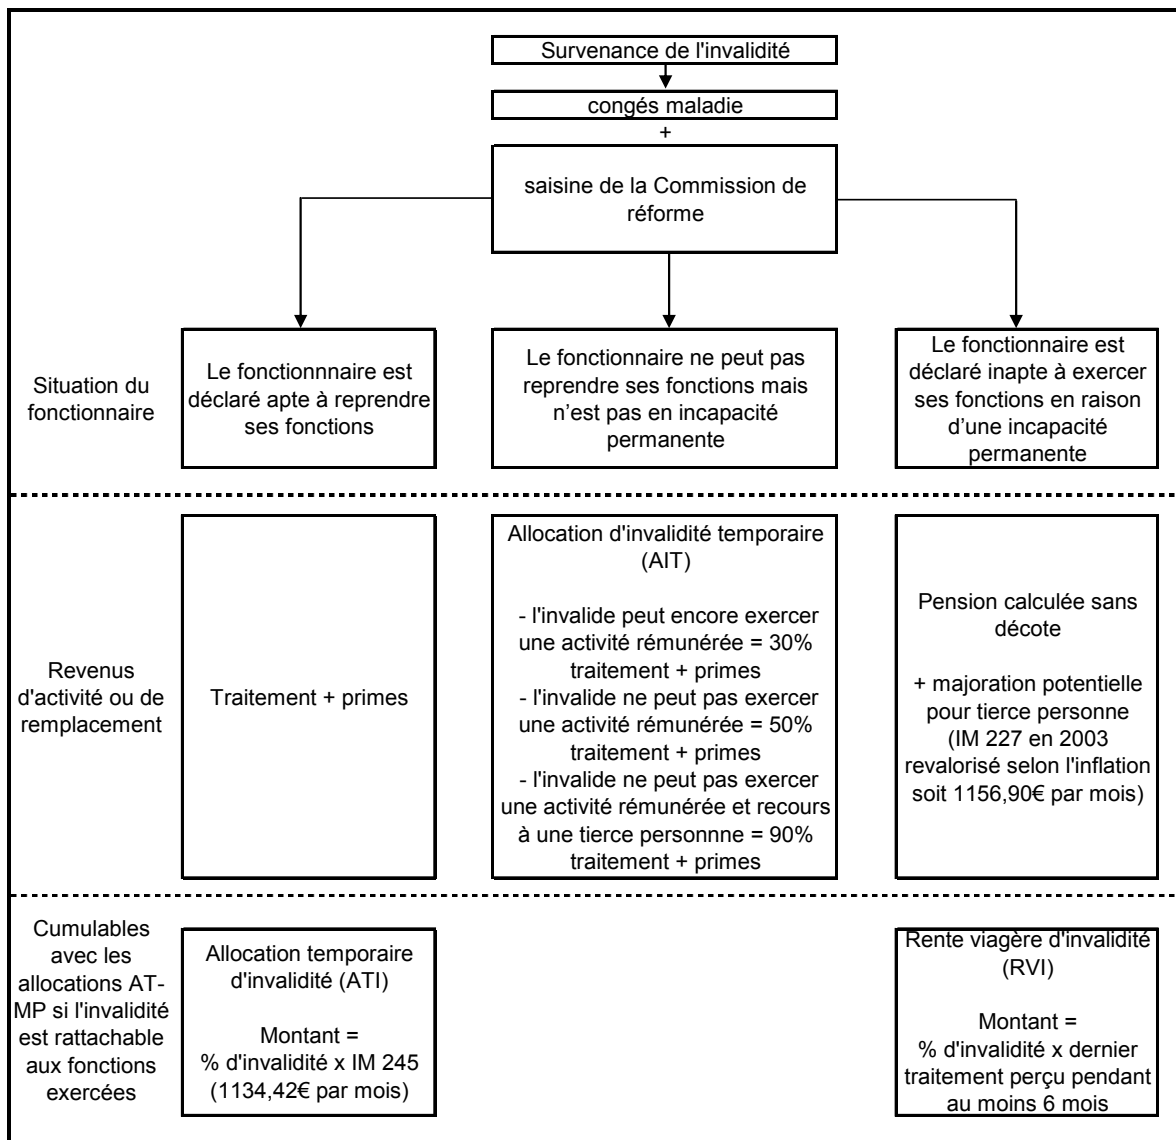 Survenance de l'invalidité
congés maladie
+
saisine de la Commission de
réforme
Situation du
fonctionnaire
Le fonctionnnaire est
déclaré apte à reprendre
ses fonctions
Le fonctionnaire ne peut pas
reprendre ses fonctions mais
n’est pas en incapacité
permanente
Le fonctionnaire est
déclaré inapte à exercer
ses fonctions en raison
d’une incapacité
permanente
Revenus
d'activité ou de
remplacement
Traitement + primes
Allocation d'invalidité temporaire
(AIT)
- l'invalide peut encore exercer
une activité rémunérée = 30%
traitement + primes
- l'invalide ne peut pas exercer
une activité rémunérée = 50%
traitement + primes
- l'invalide ne peut pas exercer
une activité rémunérée et recours
à une tierce personnne = 90%
traitement + primes
Pension calculée sans
décote
+ majoration potentielle
pour tierce personne
(IM 227 en 2003
revalorisé selon l'inflation
soit 1156,90€ par mois)
Cumulables
avec les
allocations AT-
MP si l'invalidité
est rattachable
aux fonctions
exercées
Allocation temporaire
d'invalidité (ATI)
Montant =
% d'invalidité x IM 245
(1134,42€ par mois)
Rente viagère d'invalidité
(RVI)
Montant =
% d'invalidité x dernier
traitement perçu pendant
au moins 6 mois